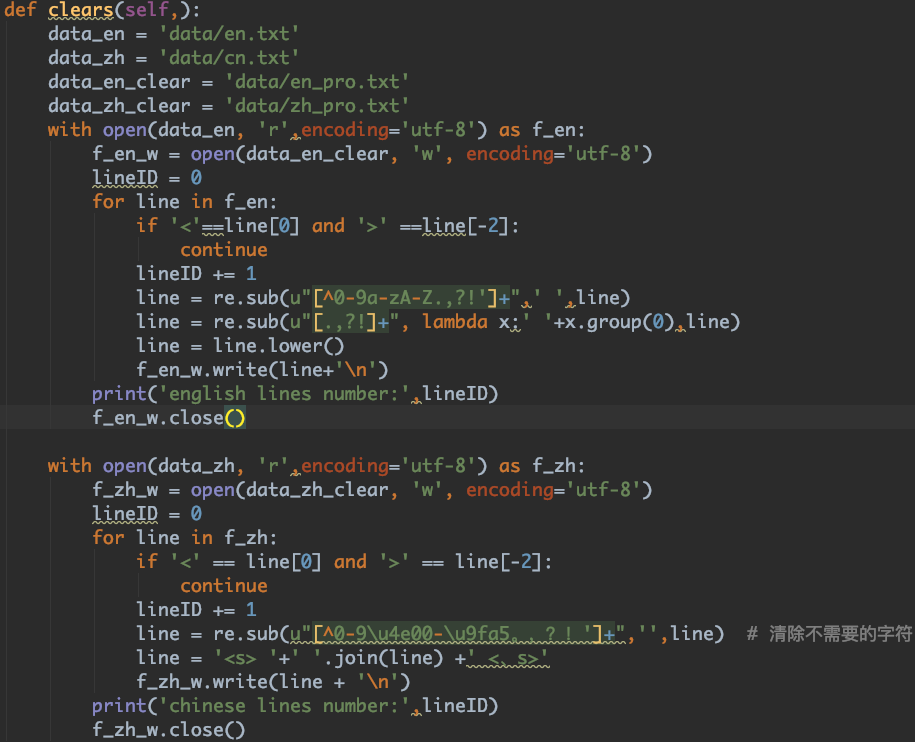 def clears(self,):
    data_en = 'data/en.txt'
    data_zh = 'data/cn.txt'
    data_en_clear = 'data/en_pro.txt'
    data_zh_clear = 'data/zh_pro.txt'
    with open(data_en, 'r',encoding='utf-8') as f_en:
        f_en_w = open(data_en_clear, 'w', encoding='utf-8')
        lineID = 0
        for line in f_en:
            if '<'==line[0] and '>' ==line[-2]:
                continue
            lineID += 1
            line = re.sub(u"[^0-9a-zA-Z.,?!']+",' ',line)
            line = re.sub(u"[.,?!]+", lambda x:' '+x.group(0),line)
            line = line.lower()
            f_en_w.write(line+'\n')
        print('english lines number:',lineID)
        f_en_w.close()
    with open(data_zh, 'r',encoding='utf-8') as f_zh:
        f_zh_w = open(data_zh_clear, 'w', encoding='utf-8')
        lineID = 0
        for line in f_zh:
            if '<' == line[0] and '>' == line[-2]:
                continue
            lineID += 1
            line = re.sub(u"[^0-9\u4e00-\u9fa5。，？！']+",'',line)  # 清除不需要的字符
            line = '<s> '+' '.join(line) +' <、s>'
            f_zh_w.write(line + '\n')
        print('chinese lines number:',lineID)
        f_zh_w.close()